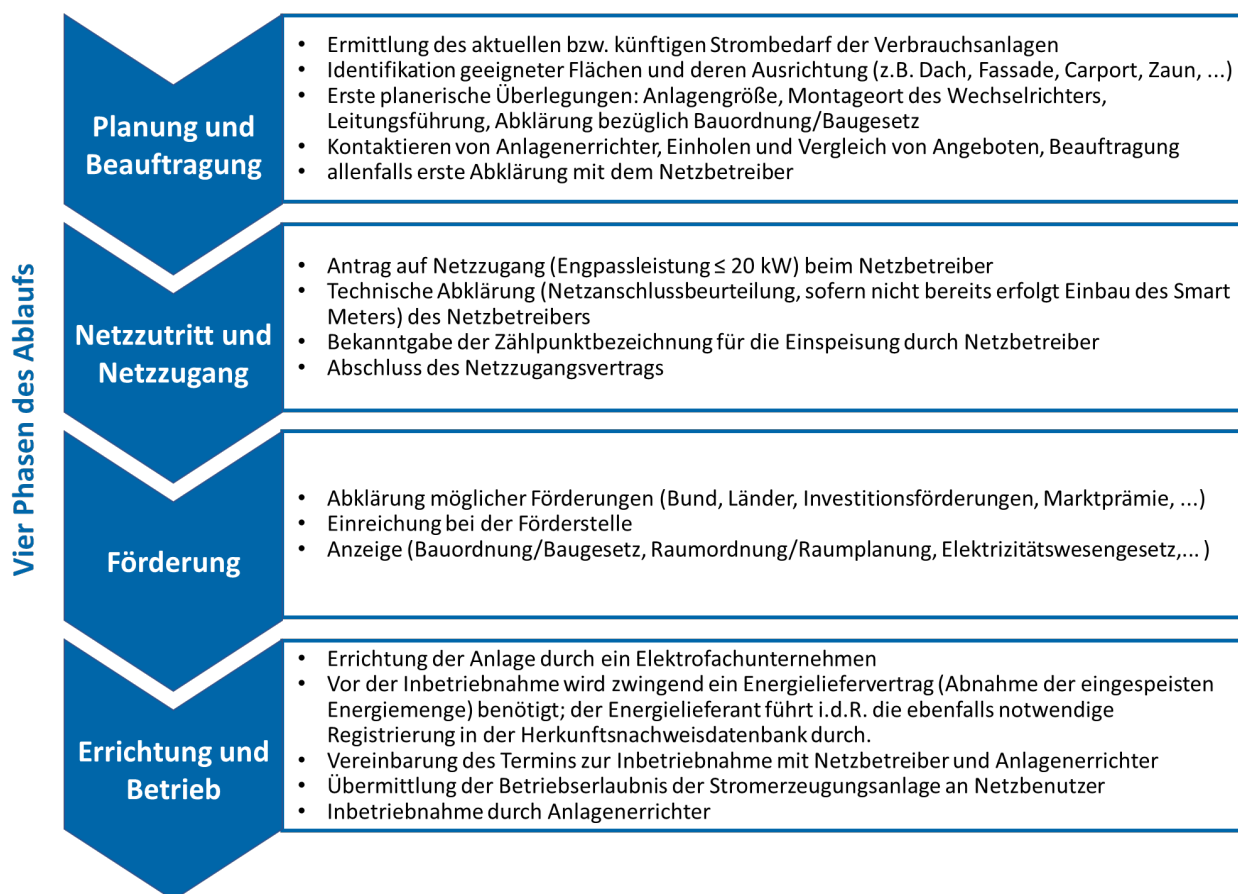 Vier Phasen des Ablaufs
Planung und
Beauftragung
• Ermittlung des aktuellen bzw. künftigen Strombedarf der Verbrauchsanlagen
• Identifikation geeigneter Flächen und deren Ausrichtung (z.B. Dach, Fassade, Carport, Zaun, ...)
• Erste planerische Überlegungen: Anlagengröße, Montageort des Wechselrichters,
Leitungsführung, Abklärung bezüglich Bauordnung/Baugesetz
• Kontaktieren von Anlagenerrichter, Einholen und Vergleich von Angeboten, Beauftragung
• allenfalls erste Abklärung mit dem Netzbetreiber
Netzzutritt und
Netzzugang
• Antrag auf Netzzugang (Engpassleistung ≤ 20 kW) beim Netzbetreiber
• Technische Abklärung (Netzanschlussbeurteilung, sofern nicht bereits erfolgt Einbau des Smart
Meters) des Netzbetreibers
• Bekanntgabe der Zählpunktbezeichnung für die Einspeisung durch Netzbetreiber
• Abschluss des Netzzugangsvertrags
Förderung
• Abklärung möglicher Förderungen (Bund, Länder, Investitionsförderungen, Marktprämie, ...)
• Einreichung bei der Förderstelle
• Anzeige (Bauordnung/Baugesetz, Raumordnung/Raumplanung, Elektrizitätswesengesetz,... )
Errichtung und
Betrieb
• Errichtung der Anlage durch ein Elektrofachunternehmen
• Vor der Inbetriebnahme wird zwingend ein Energieliefervertrag (Abnahme der eingespeisten
Energiemenge) benötigt; der Energielieferant führt i.d.R. die ebenfalls notwendige
Registrierung in der Herkunftsnachweisdatenbank durch.
• Vereinbarung des Termins zur Inbetriebnahme mit Netzbetreiber und Anlagenerrichter
• Übermittlung der Betriebserlaubnis der Stromerzeugungsanlage an Netzbenutzer
• Inbetriebnahme durch Anlagenerrichter